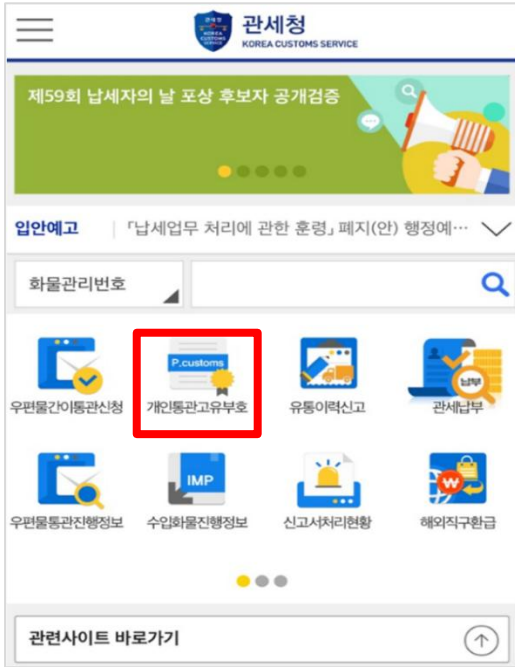 관세청
KOREA CUSTOMS SERVICE
제59회 납세자의 날 포상 후보자 공개검증
입안예고 「납세업무 처리에 관한 훈령」 폐지(안) 행정예…
화물관리번호
P.customs
납부
우편물간이통관신청 개인통관고유부호 유통이력신고 관세납부
IMP
우편물통관진행정보 수입화물진행정보 신고서처리현황 해외직구환급
관련사이트 바로가기